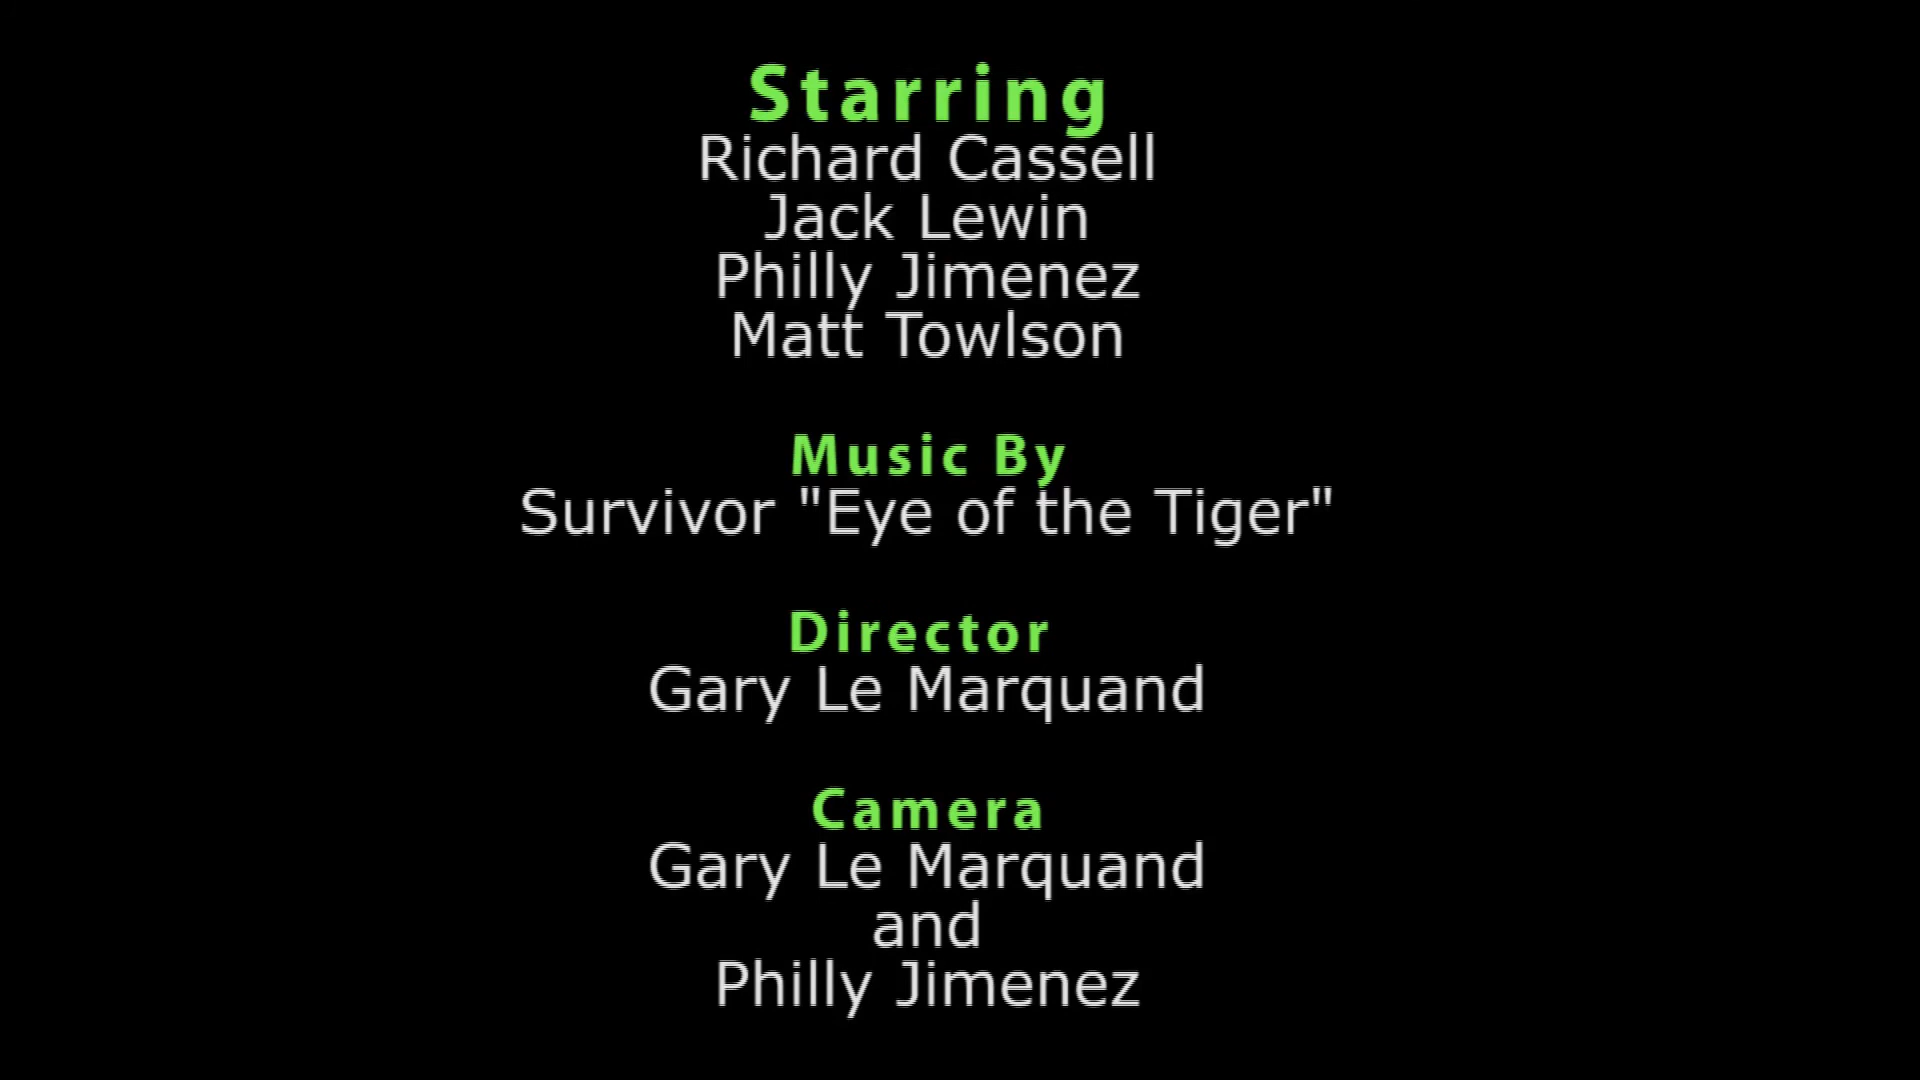 Starring
Richard Cassell
Jack Lewin
Philly Jimenez
Matt Towlson
Music By
Survivor "Eye of the Tiger"
Director
Gary Le Marquand
Camera
Gary Le Marquand
and
Philly Jimenez